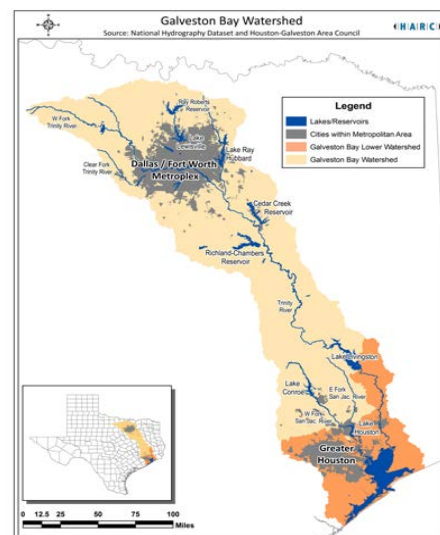 Galveston Bay Watershed
Source: National Hydrography Dataset and Houston-Galveston Area Council
HARC
Legend
Lakes/Reservoirs
Cities within Metropolitan Area
Galveston Bay Lower Watershed
Galveston Bay Watershed
W Fork
Trinity River
Ray Roberts
Reservoir
Lake
Lewisville
Lake Ray
Hubbard
Dallas / Fort Worth
Metroplex
Clear Fork
Trinity River
Cedar Creek
Reservoir
Richland-Chambers
Reservoir
Trinity
River
Lake Livingston
Lake
Conroe
E Fork
San Jac. River
W Fork
San Jac. River
Lake
Houston
Greater
Houston
0 12.5 25 50 75 100
Miles